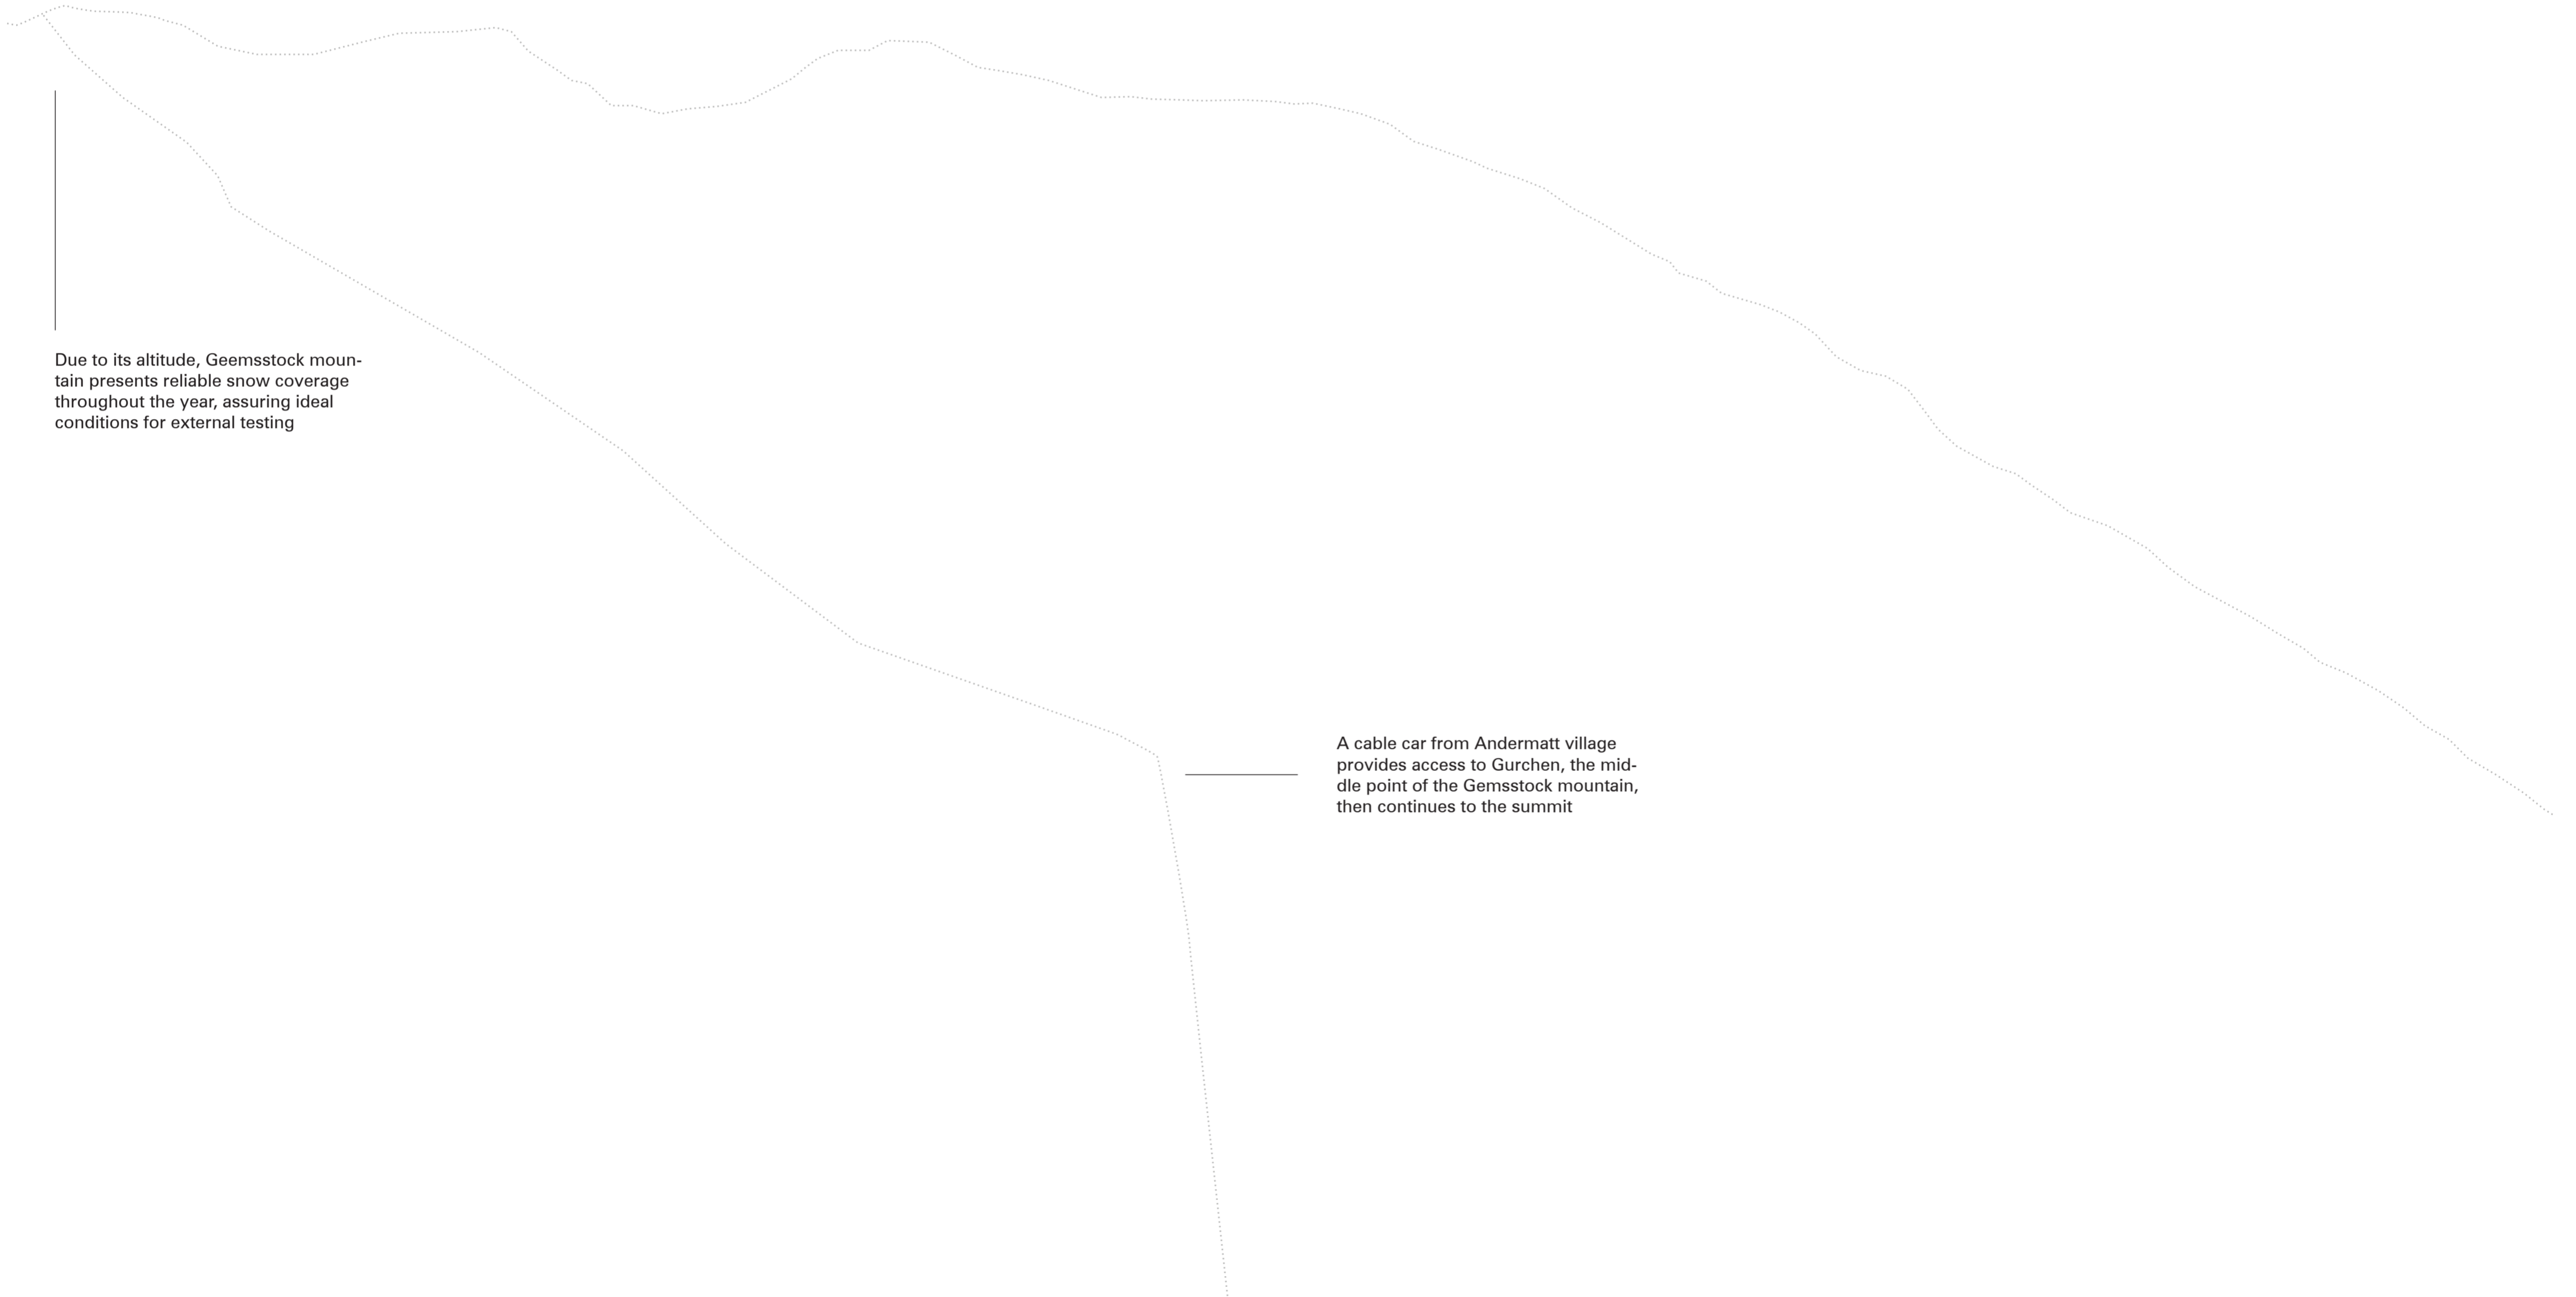 Due to its altitude, Geemsstock moun-
tain presents reliable snow coverage
throughout the year, assuring ideal
conditions for external testing
A cable car from Andermatt village
provides access to Gurchen, the mid-
dle point of the Gemsstock mountain,
then continues to the summit